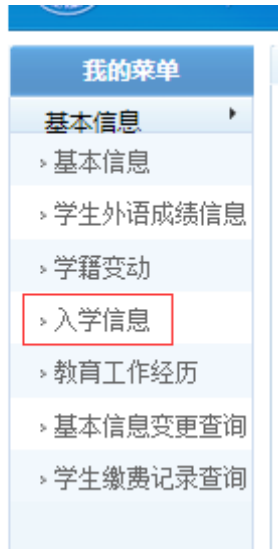 我的菜单
基本信息
基本信息
学生外语成绩信息
学籍变动
入学信息
教育工作经历
基本信息变更查询
学生缴费记录查询